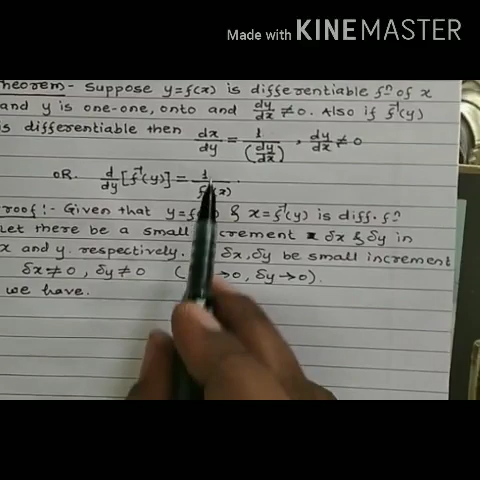 Made with KINEMASTER
heorem - Suppose y=f(x) is differentiable fⁿ of x
and y is one-one, onto and dy/dx ≠ 0. Also if f⁻¹(y)
is differentiable then dx/dy = 1/(dy/dx), dy/dx ≠ 0
OR. d/dy [f⁻¹(y)] = 1/f'(x).
roof :- Given that y=f & x=f⁻¹(y) is diff. fⁿ
Let there be a small crement δx & δy in
x and y. respectively. δx, δy be small increment
δx≠0, δy≠0 ( →0, δy→0).
we have.